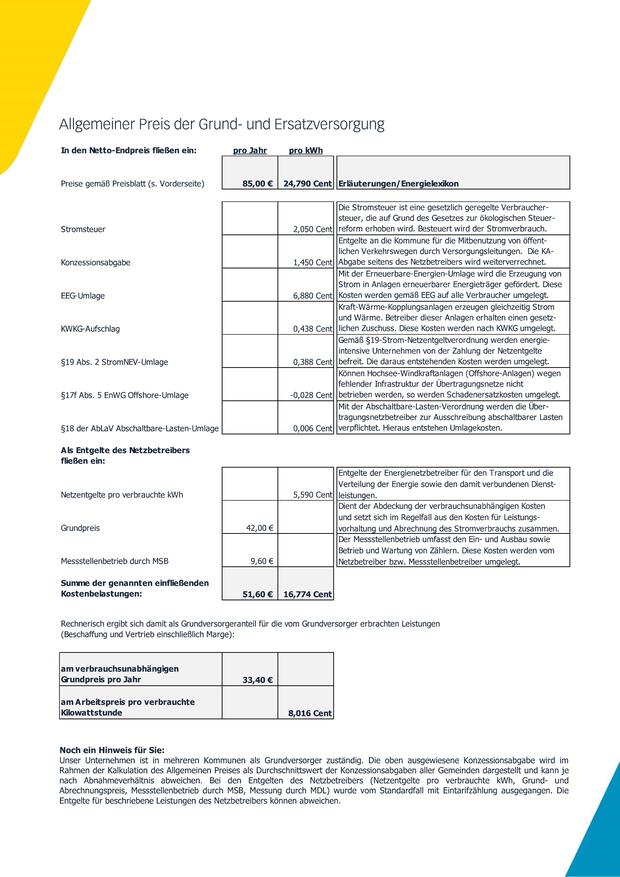 Allgemeiner Preis der Grund- und Ersatzversorgung
In den Netto-Endpreis fließen ein: pro Jahr pro kWh
Preise gemäß Preisblatt (s. Vorderseite) 85,00 € 24,790 Cent Erläuterungen/Energielexikon
Die Stromsteuer ist eine gesetzlich geregelte Verbraucher-
steuer, die auf Grund des Gesetzes zur ökologischen Steuer-
Stromsteuer 2,050 Cent reform erhoben wird. Besteuert wird der Stromverbrauch.
Entgelte an die Kommune für die Mitbenutzung von öffent-
lichen Verkehrswegen durch Versorgungsleitungen. Die KA-
Konzessionsabgabe 1,450 Cent Abgabe seitens des Netzbetreibers wird weiterverrechnet.
Mit der Erneuerbare-Energien-Umlage wird die Erzeugung von
Strom in Anlagen erneuerbarer Energieträger gefördert. Diese
EEG-Umlage 6,880 Cent Kosten werden gemäß EEG auf alle Verbraucher umgelegt.
Kraft-Wärme-Kopplungsanlagen erzeugen gleichzeitig Strom
und Wärme. Betreiber dieser Anlagen erhalten einen gesetz-
KWKG-Aufschlag 0,438 Cent lichen Zuschuss. Diese Kosten werden nach KWKG umgelegt.
Gemäß §19-Strom-Netzentgeltverordnung werden energie-
intensive Unternehmen von der Zahlung der Netzentgelte
§19 Abs. 2 StromNEV-Umlage 0,388 Cent befreit. Die daraus entstehenden Kosten werden umgelegt.
Können Hochsee-Windkraftanlagen (Offshore-Anlagen) wegen
fehlender Infrastruktur der Übertragungsnetze nicht
§17f Abs. 5 EnWG Offshore-Umlage -0,028 Cent betrieben werden, so werden Schadenersatzkosten umgelegt.
Mit der Abschaltbare-Lasten-Verordnung werden die Über-
tragungsnetzbetreiber zur Ausschreibung abschaltbarer Lasten
§18 der AbLaV Abschaltbare-Lasten-Umlage 0,006 Cent verpflichtet. Hieraus entstehen Umlagekosten.
Als Entgelte des Netzbetreibers
fließen ein:
Entgelte der Energienetzbetreiber für den Transport und die
Verteilung der Energie sowie den damit verbundenen Dienst-
Netzentgelte pro verbrauchte kWh 5,590 Cent leistungen.
Dient der Abdeckung der verbrauchsunabhängigen Kosten
und setzt sich im Regelfall aus den Kosten für Leistungs-
Grundpreis 42,00 € vorhaltung und Abrechnung des Stromverbrauchs zusammen.
Der Messstellenbetrieb umfasst den Ein- und Ausbau sowie
Betrieb und Wartung von Zählern. Diese Kosten werden vom
Messstellenbetrieb durch MSB 9,60 € Netzbetreiber bzw. Messstellenbetreiber umgelegt.
Summe der genannten einfließenden
Kostenbelastungen: 51,60 € 16,774 Cent
Rechnerisch ergibt sich damit als Grundversorgeranteil für die vom Grundversorger erbrachten Leistungen
(Beschaffung und Vertrieb einschließlich Marge):
am verbrauchsunabhängigen
Grundpreis pro Jahr 33,40 €
am Arbeitspreis pro verbrauchte
Kilowattstunde 8,016 Cent
Noch ein Hinweis für Sie:
Unser Unternehmen ist in mehreren Kommunen als Grundversorger zuständig. Die oben ausgewiesene Konzessionsabgabe wird im
Rahmen der Kalkulation des Allgemeinen Preises als Durchschnittswert der Konzessionsabgaben aller Gemeinden dargestellt und kann je
nach Abnahmeverhältnis abweichen. Bei den Entgelten des Netzbetreibers (Netzentgelte pro verbrauchte kWh, Grund- und
Abrechnungspreis, Messstellenbetrieb durch MSB, Messung durch MDL) wurde vom Standardfall mit Eintarifzählung ausgegangen. Die
Entgelte für beschriebene Leistungen des Netzbetreibers können abweichen.